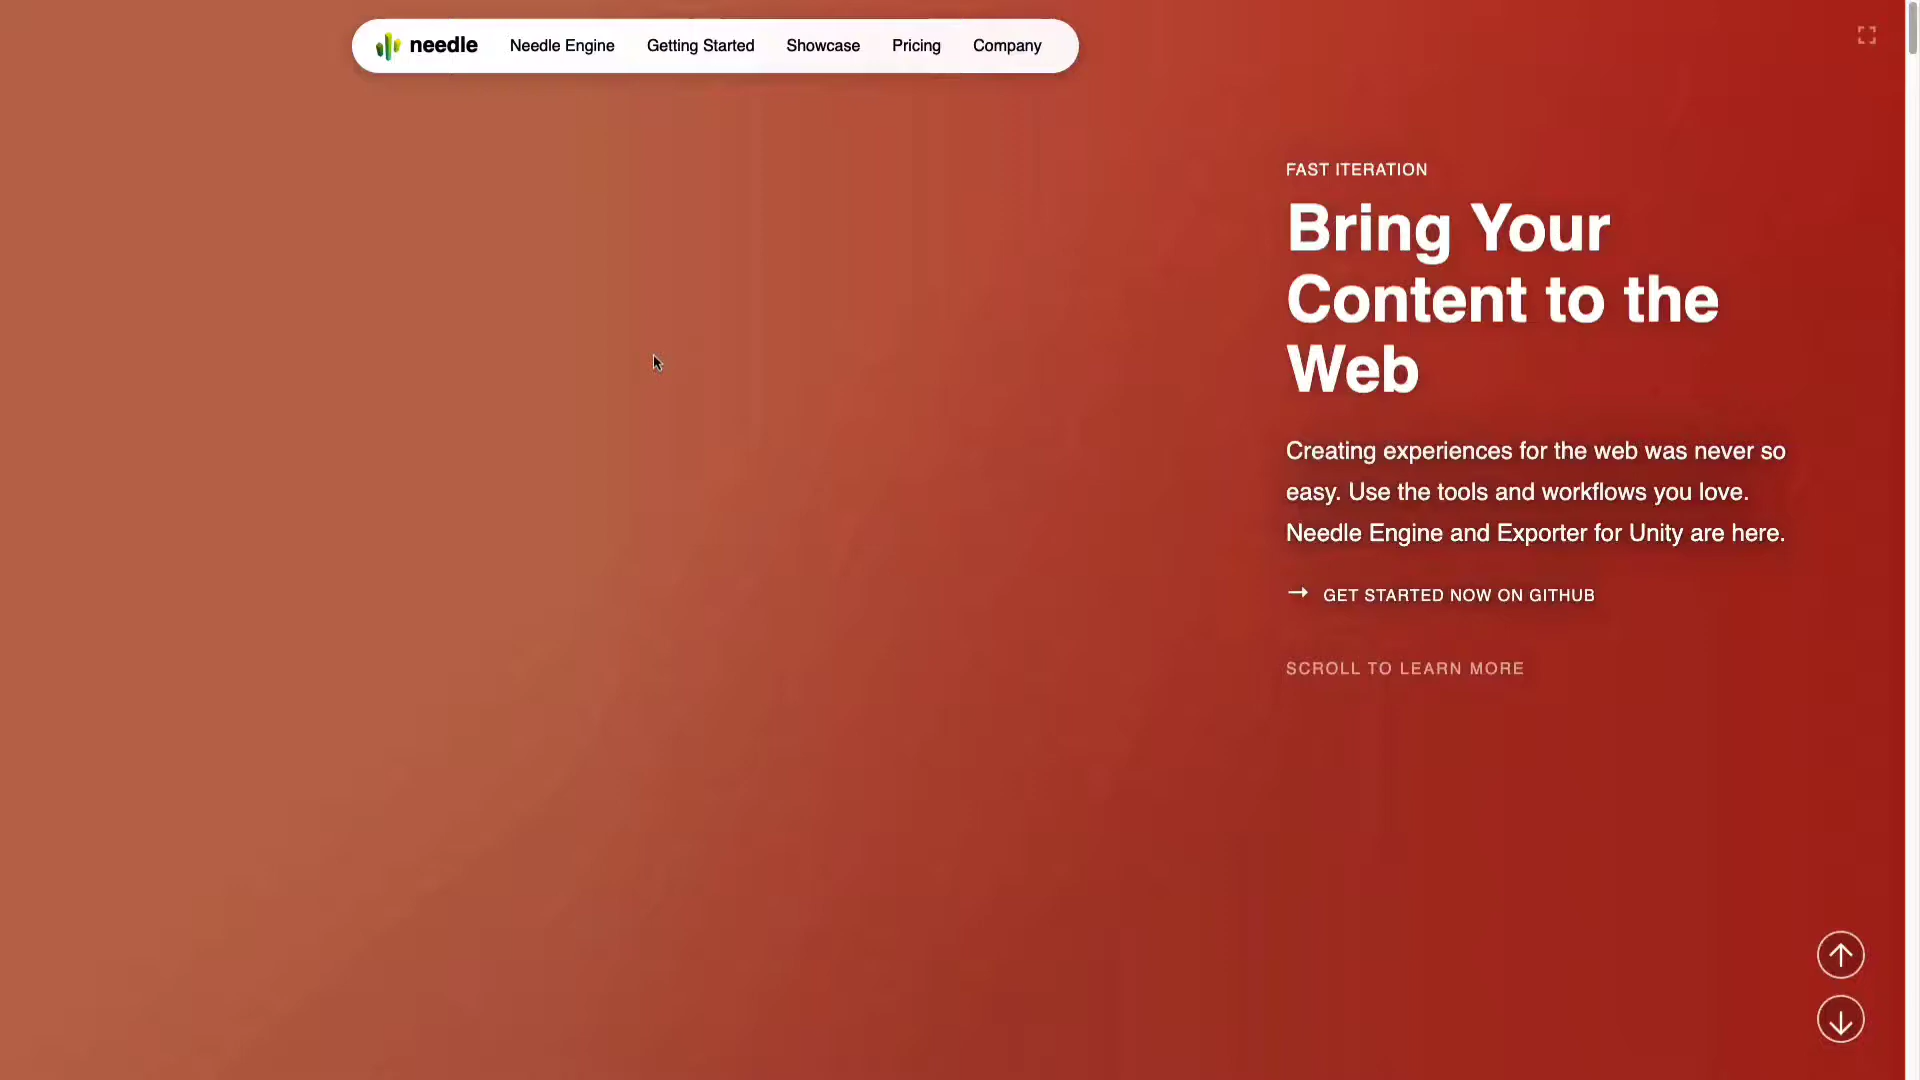 needle
Needle Engine
Getting Started
Showcase
Pricing
Company
FAST ITERATION
Bring Your
Content to the
Web
Creating experiences for the web was never so
easy. Use the tools and workflows you love.
Needle Engine and Exporter for Unity are here.
GET STARTED NOW ON GITHUB
SCROLL TO LEARN MORE